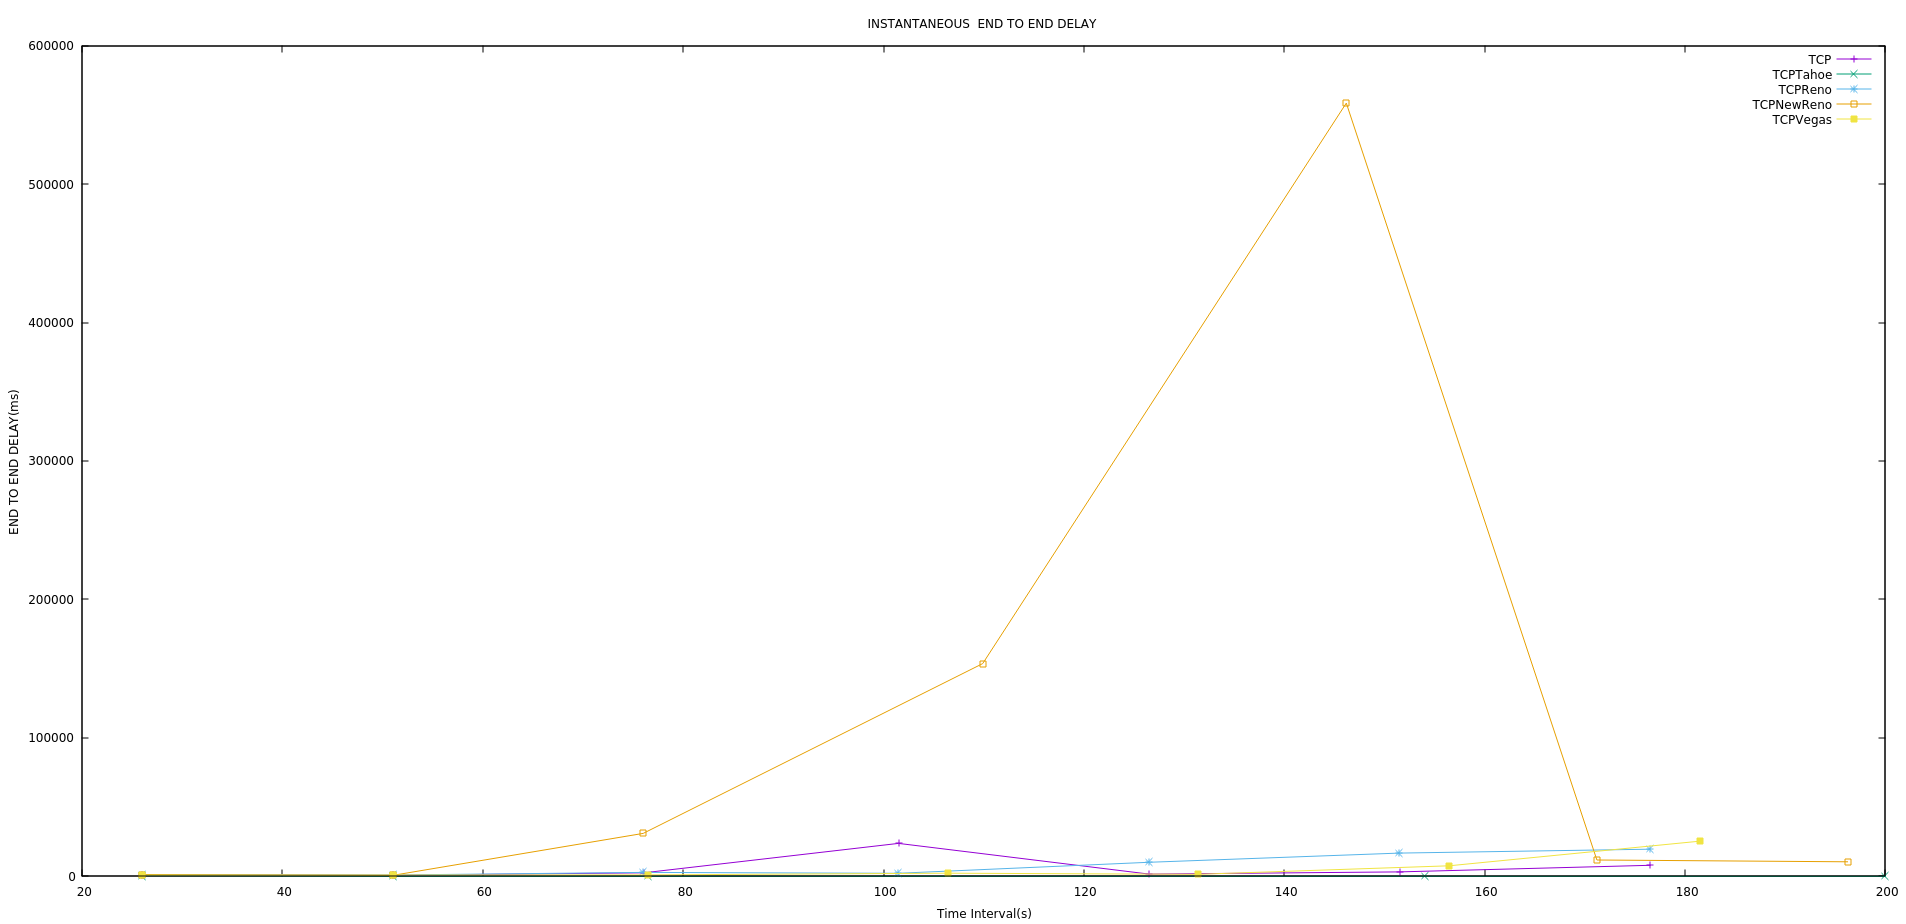 INSTANTANEOUS  END TO END DELAY
TCP
TCPTahoe
TCPReno
TCPNewReno
TCPVegas
END TO END DELAY(ms)
600000
500000
400000
300000
200000
100000
0
20 40 60 80 100 120 140 160 180 200
Time Interval(s)